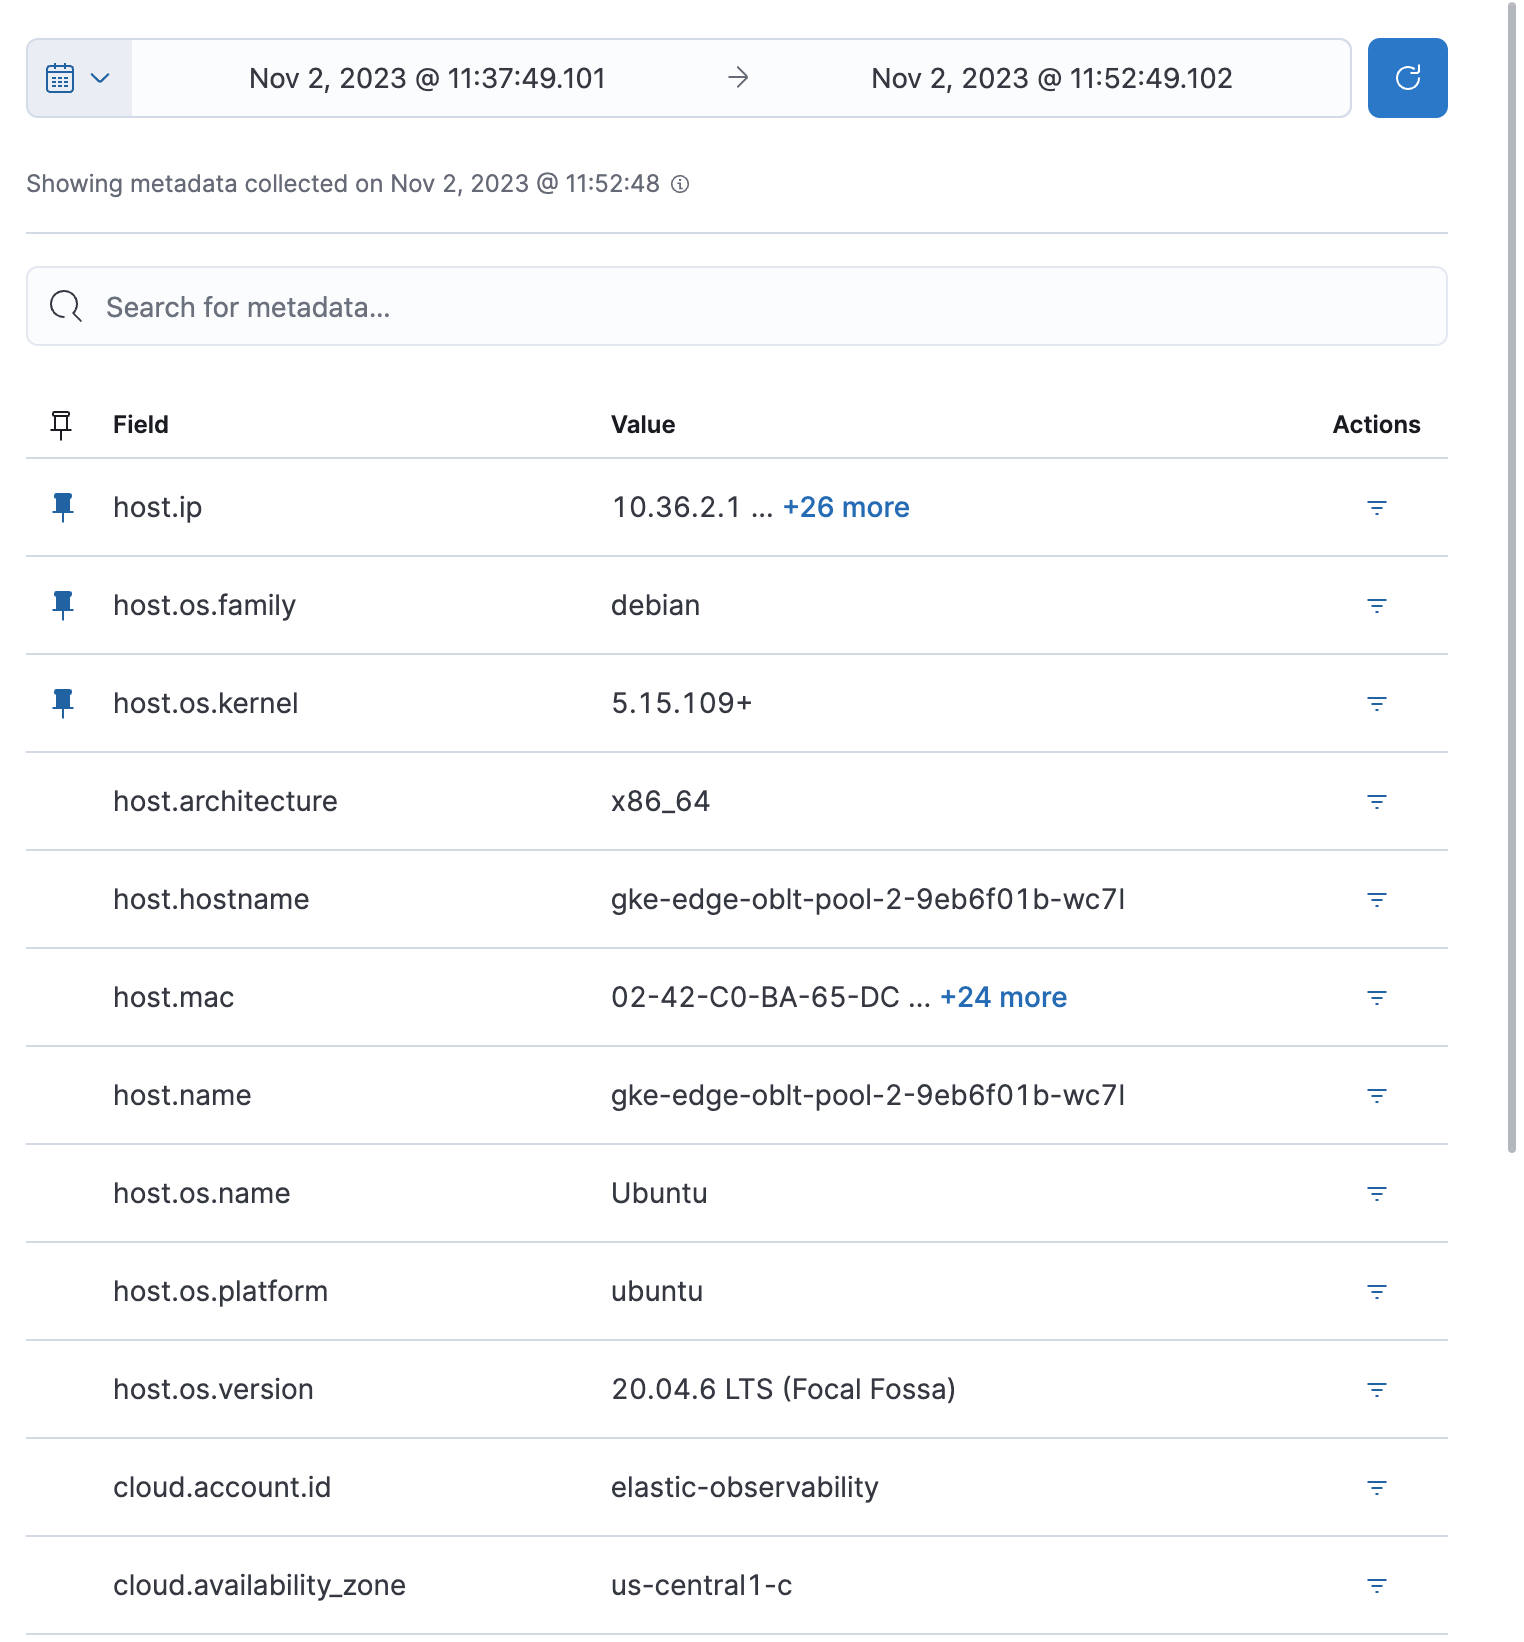 Nov 2, 2023 @ 11:37:49.101 → Nov 2, 2023 @ 11:52:49.102
Showing metadata collected on Nov 2, 2023 @ 11:52:48
Search for metadata...
Field Value Actions
host.ip 10.36.2.1 ... +26 more
host.os.family debian
host.os.kernel 5.15.109+
host.architecture x86_64
host.hostname gke-edge-oblt-pool-2-9eb6f01b-wc7l
host.mac 02-42-C0-BA-65-DC ... +24 more
host.name gke-edge-oblt-pool-2-9eb6f01b-wc7l
host.os.name Ubuntu
host.os.platform ubuntu
host.os.version 20.04.6 LTS (Focal Fossa)
cloud.account.id elastic-observability
cloud.availability_zone us-central1-c